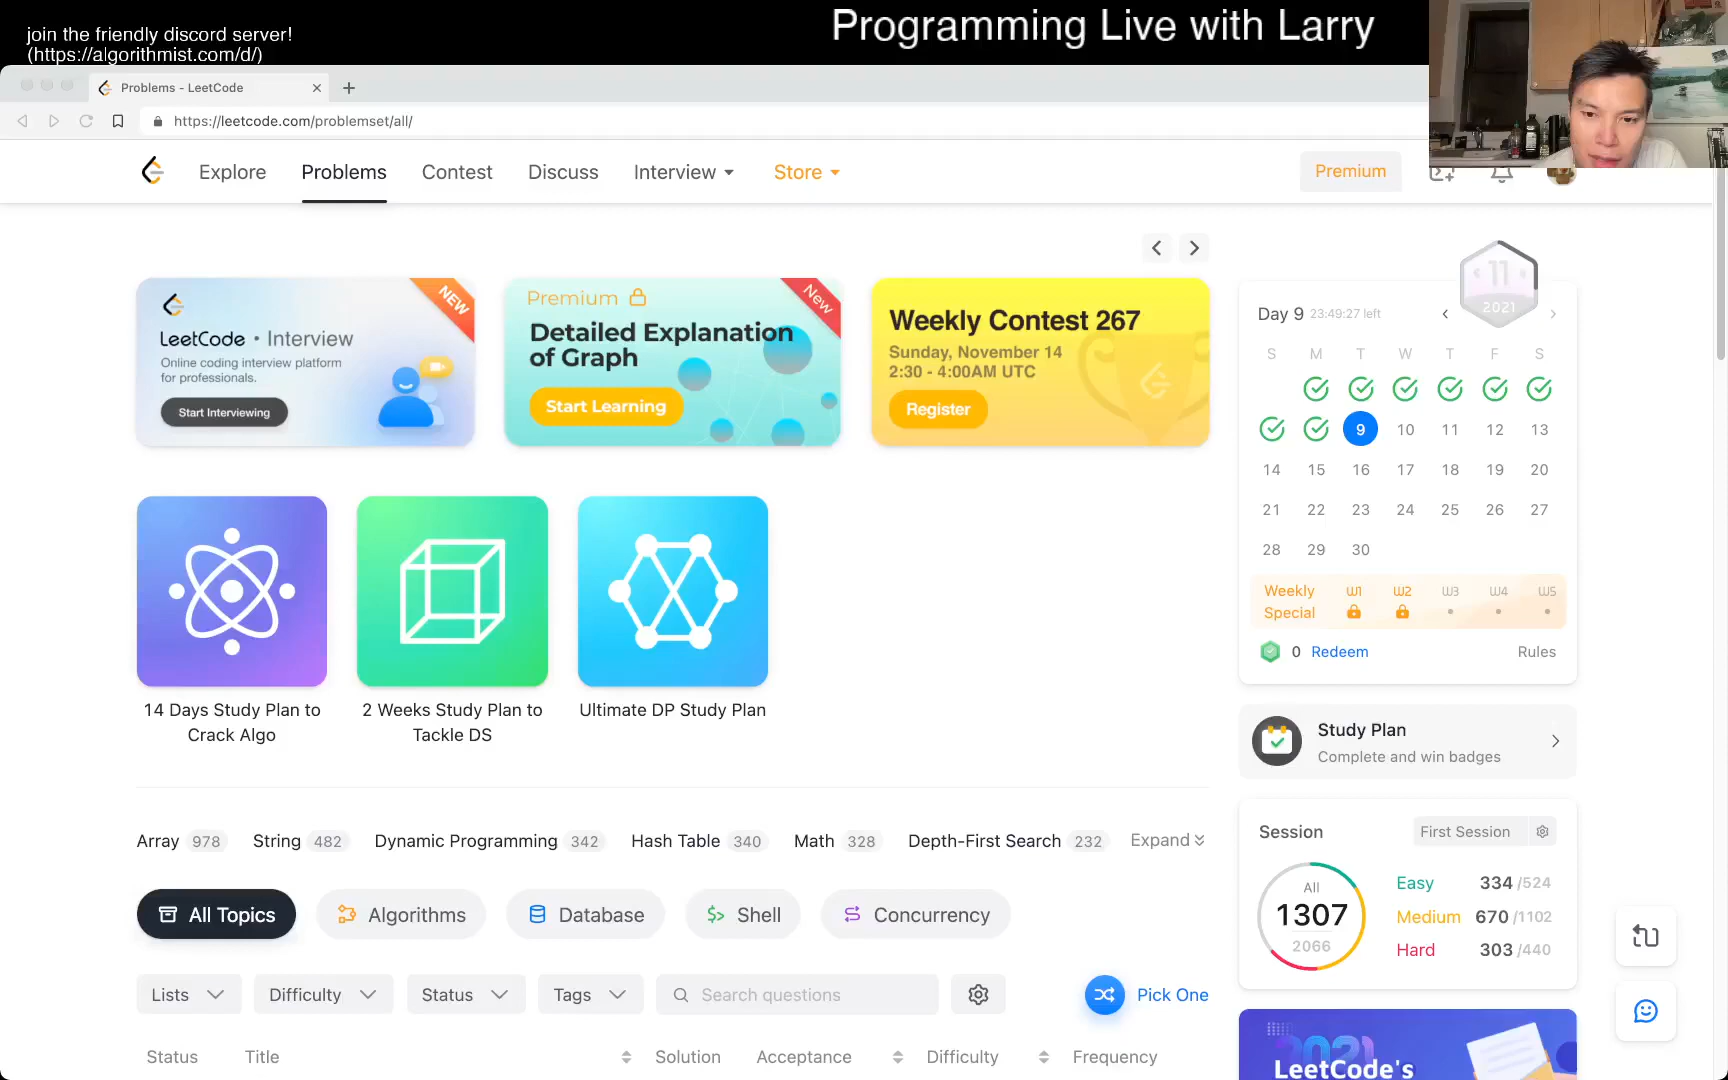 join the friendly discord server!
(https://algorithmist.com/d/)
Programming Live with Larry
Problems - LeetCode
https://leetcode.com/problemset/all/
Explore
Problems
Contest
Discuss
Interview
Store
Premium
LeetCode • Interview
Online coding interview platform
for professionals.
Start Interviewing
NEW
Premium
Detailed Explanation
of Graph
Start Learning
New
Weekly Contest 267
Sunday, November 14
2:30 - 4:00AM UTC
Register
14 Days Study Plan to
Crack Algo
2 Weeks Study Plan to
Tackle DS
Ultimate DP Study Plan
Day 9 23:49:27 left
11
2021
S M T W T F S
9 10 11 12 13
14 15 16 17 18 19 20
21 22 23 24 25 26 27
28 29 30
Weekly
Special
W1 W2 W3 W4 W5
0 Redeem
Rules
Study Plan
Complete and win badges
Array 978
String 482
Dynamic Programming 342
Hash Table 340
Math 328
Depth-First Search 232
Expand
All Topics
Algorithms
Database
Shell
Concurrency
Lists
Difficulty
Status
Tags
Search questions
Pick One
Status
Title
Solution
Acceptance
Difficulty
Frequency
Session
First Session
All
1307
2066
Easy 334 /524
Medium 670 /1102
Hard 303 /440
2021
LeetCode's